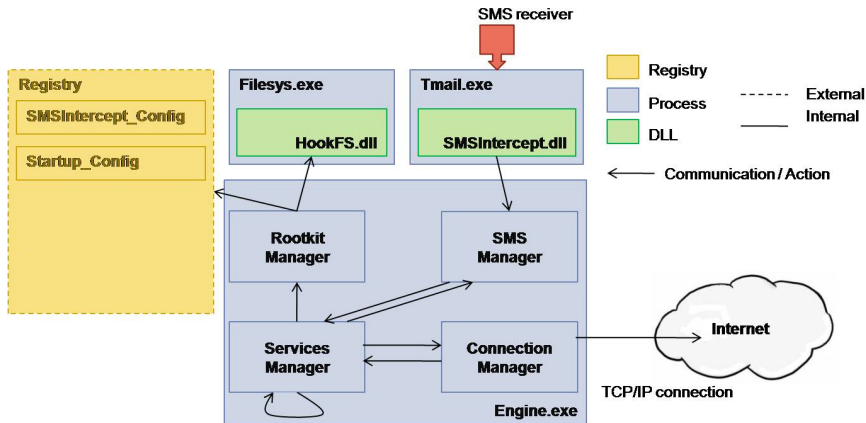 SMS receiver
Registry
SMSIntercept_Config
Startup_Config
Filesys.exe
HookFS.dll
Tmail.exe
SMSIntercept.dll
Registry
Process
DLL
External
Internal
Communication / Action
Rootkit
Manager
SMS
Manager
Services
Manager
Connection
Manager
Engine.exe
Internet
TCP/IP connection